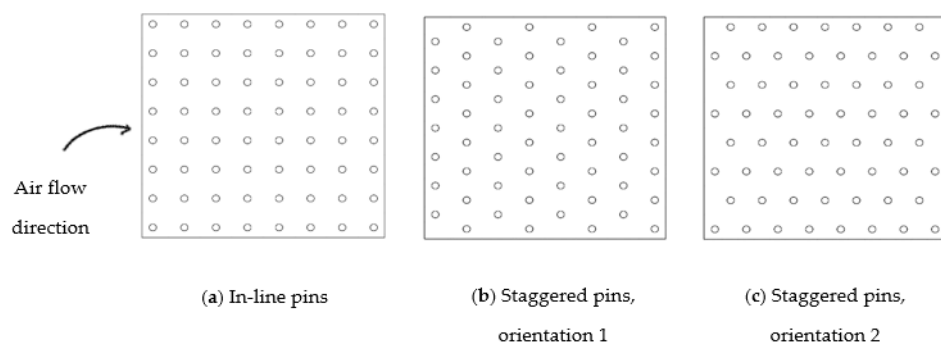 Air flow
direction
(a) In-line pins
(b) Staggered pins,
orientation 1
(c) Staggered pins,
orientation 2